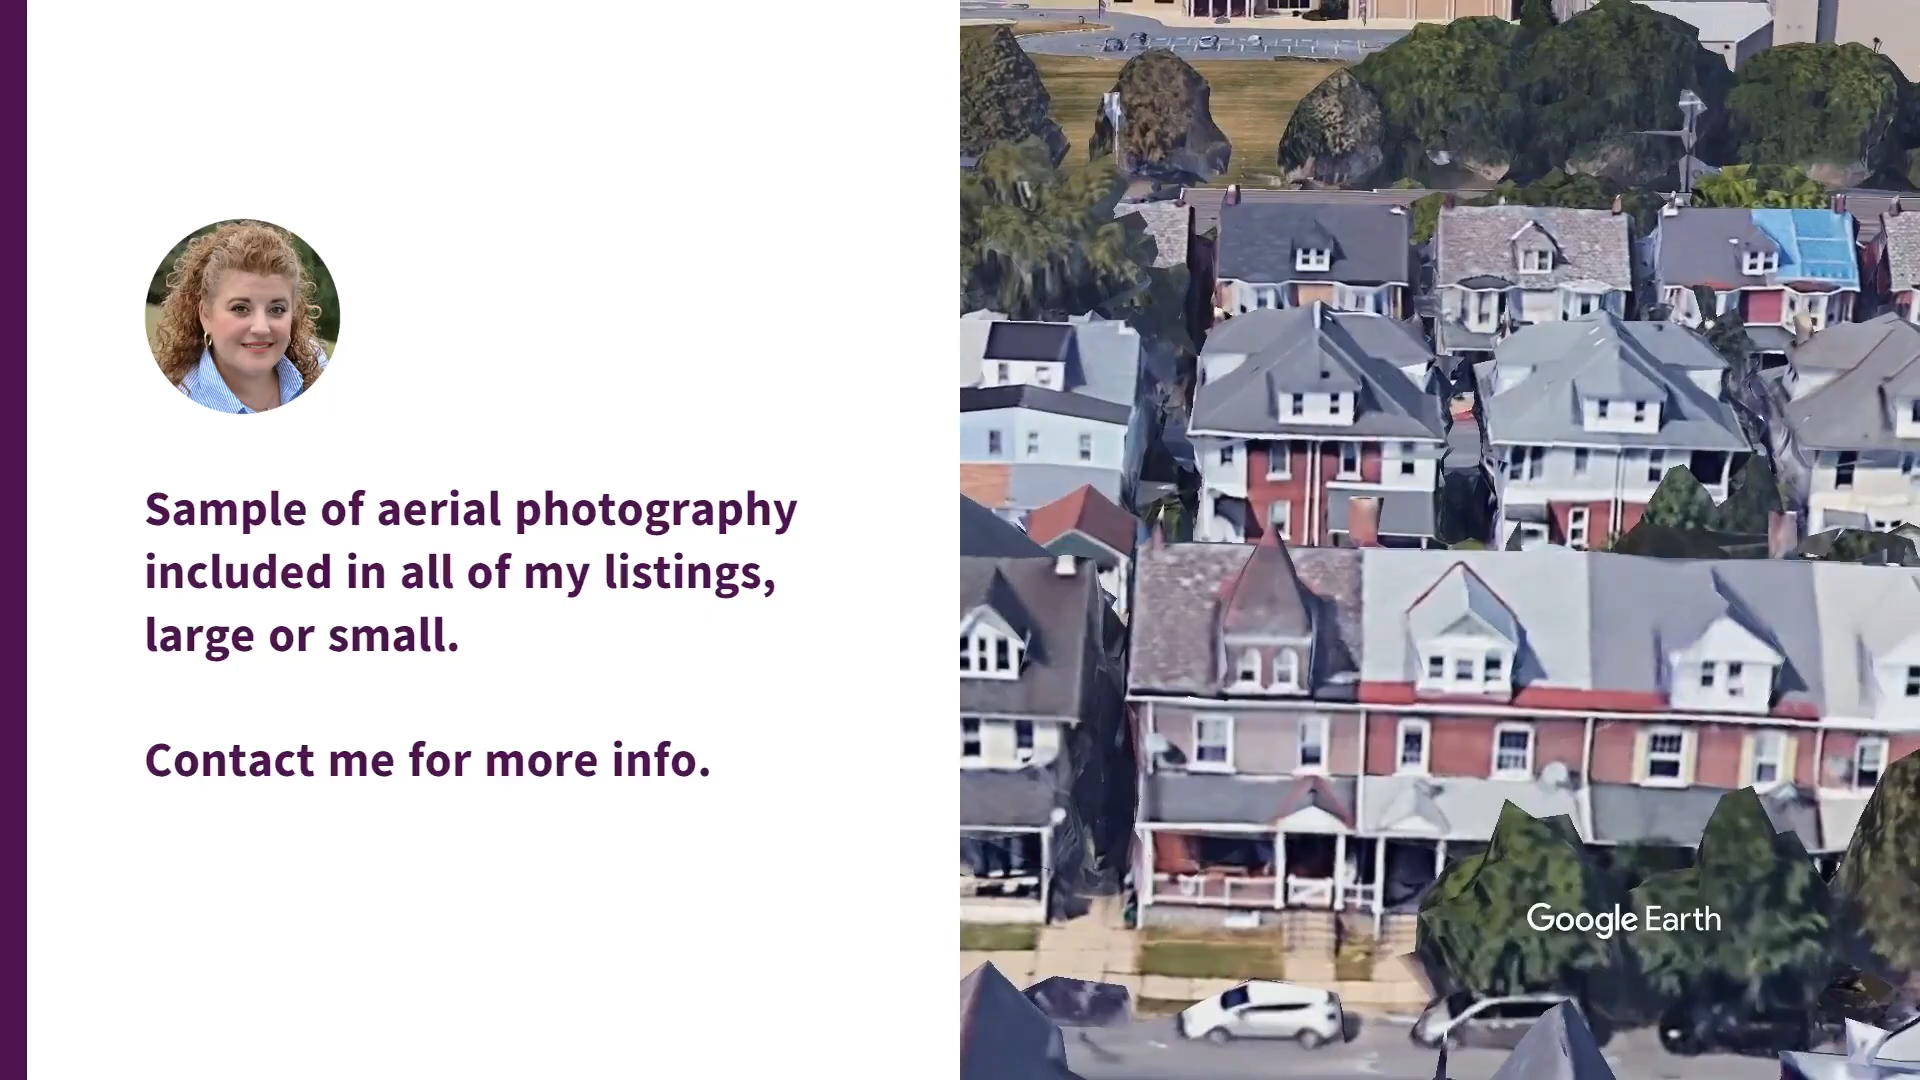 Sample of aerial photography
included in all of my listings,
large or small.
Contact me for more info.
Google Earth